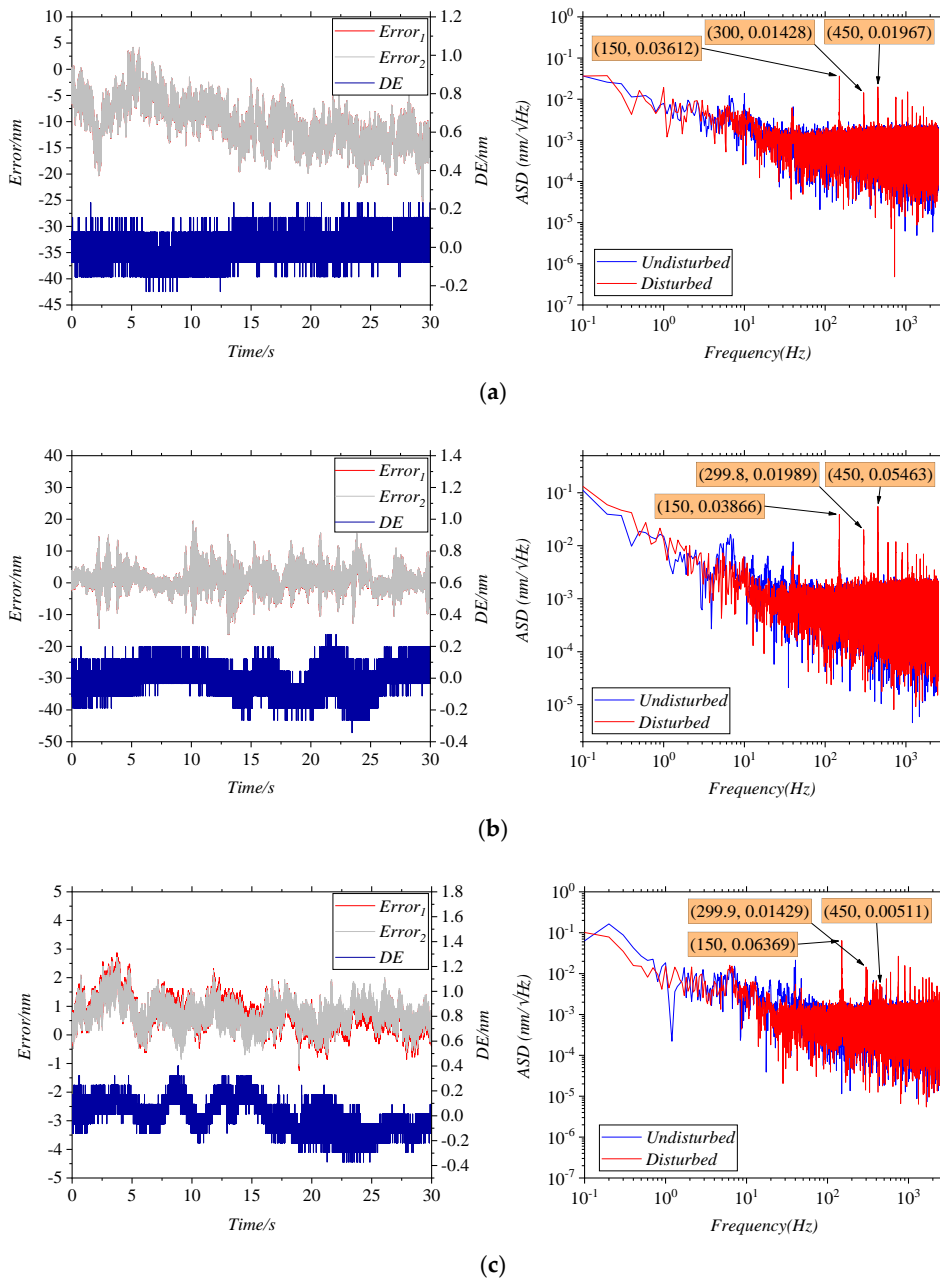 10
5
0
-5
-10
-15
-20
-25
-30
-35
-40
-45
Error/nm
0 5 10 15 20 25 30
Time/s
1.2
1.0
0.8
0.6
0.4
0.2
0.0
-0.2
DE/nm
Error1
Error2
DE
10^0
10^-1
10^-2
10^-3
10^-4
10^-5
10^-6
10^-7
ASD (nm/√Hz)
(300, 0.01428) (450, 0.01967)
(150, 0.03612)
Undisturbed
Disturbed
10^-1 10^0 10^1 10^2 10^3
Frequency(Hz)
(a)
40
30
20
10
0
-10
-20
-30
-40
-50
Error/nm
0 5 10 15 20 25 30
Time/s
1.4
1.2
1.0
0.8
0.6
0.4
0.2
0.0
-0.2
-0.4
DE/nm
Error1
Error2
DE
10^-1
10^-2
10^-3
10^-4
10^-5
ASD (nm/√Hz)
(299.8, 0.01989) (450, 0.05463)
(150, 0.03866)
Undisturbed
Disturbed
10^-1 10^0 10^1 10^2 10^3
Frequency(Hz)
(b)
5
4
3
2
1
0
-1
-2
-3
-4
-5
Error/nm
0 5 10 15 20 25 30
Time/s
1.8
1.6
1.4
1.2
1.0
0.8
0.6
0.4
0.2
0.0
-0.2
-0.4
DE/nm
Error1
Error2
DE
10^0
10^-1
10^-2
10^-3
10^-4
10^-5
10^-6
10^-7
ASD (nm/√Hz)
(299.9, 0.01429) (450, 0.00511)
(150, 0.06369)
Undisturbed
Disturbed
10^-1 10^0 10^1 10^2 10^3
Frequency(Hz)
(c)